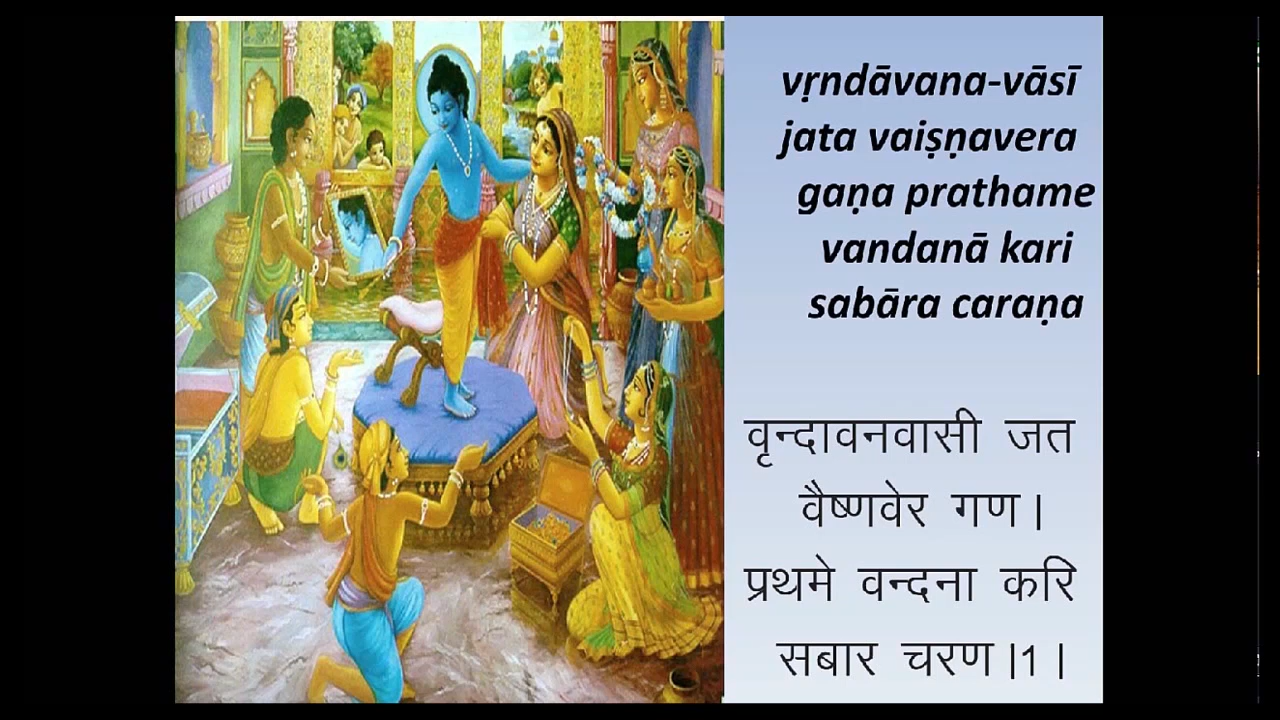 vṛndāvana-vāsī
jata vaiṣṇavera
gaṇa prathame
vandanā kari
sabāra caraṇa
वृन्दावनवासी जत
वैष्णवेर गण।
प्रथमे वन्दना करि
सबार चरण।1।